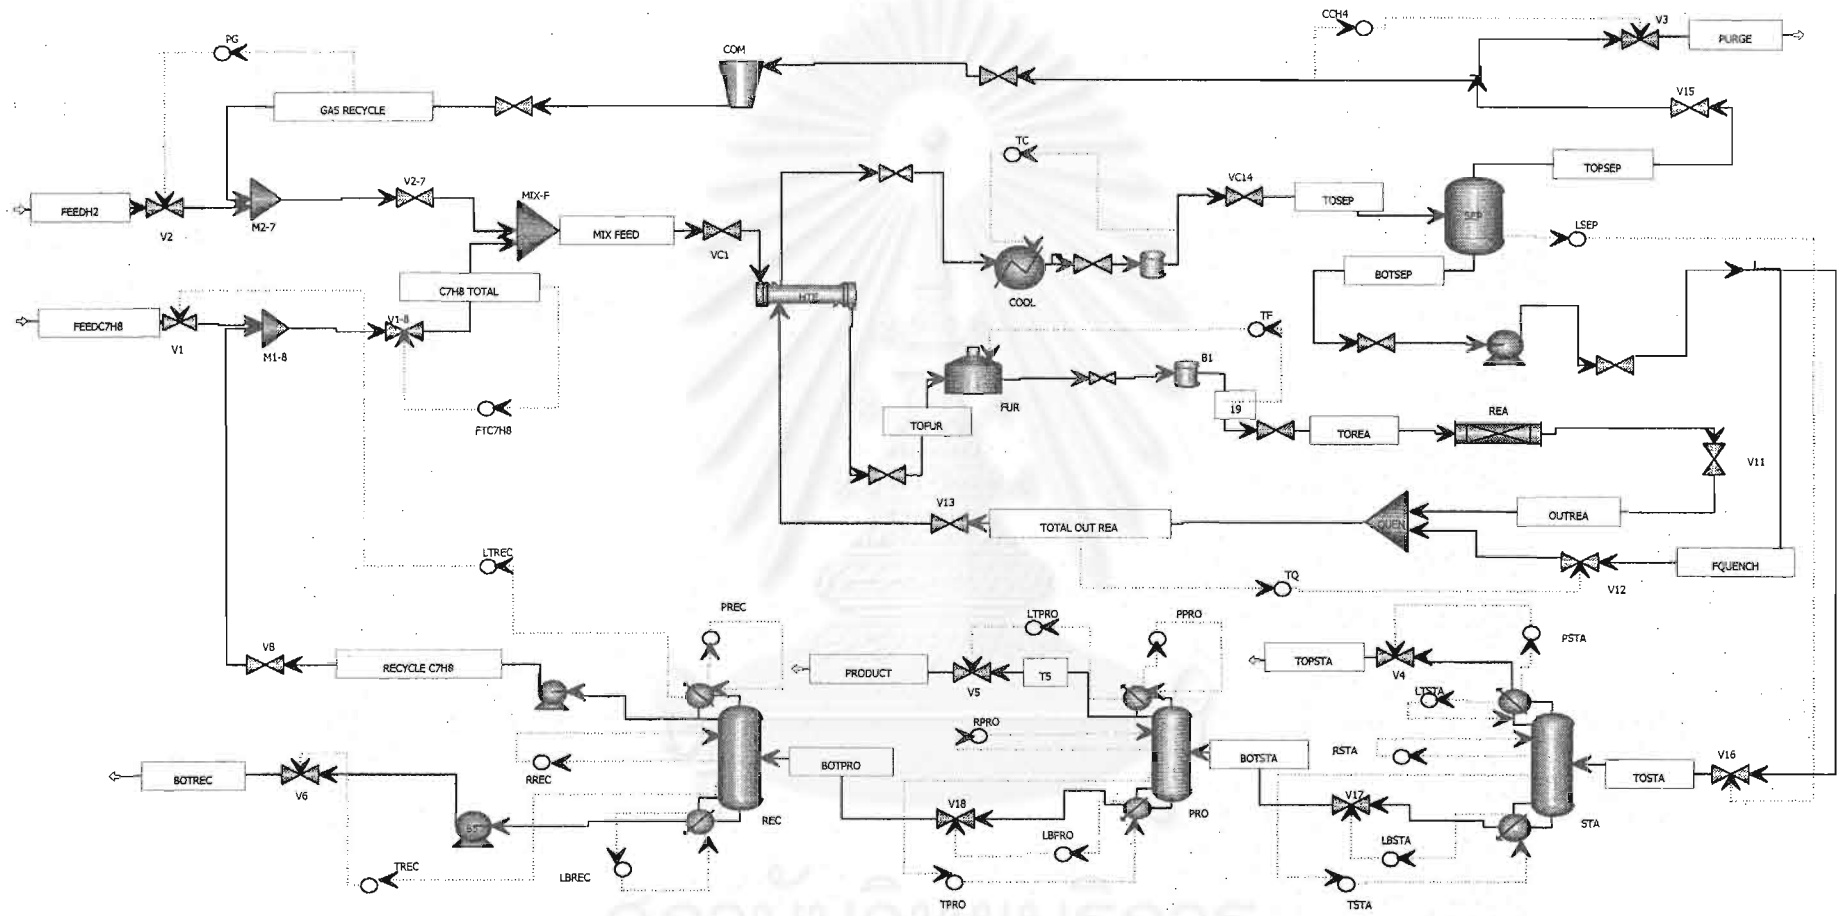 PG
COM
CCH4
V3
PURGE
GAS RECYCLE
V15
TC
TOPSEP
FEEDH2
V2
M2-7
V2-7
MIX-F
MIX FEED
VC1
VC14
TOSEP
SEP
LSEP
BOTSEP
C7H8 TOTAL
HTE
COOL
FEEDC7H8
V1
M1-8
V1-8
TF
B1
FUR
19
TOFUR
TOREA
REA
FTC7H8
V11
V13
TOTAL OUT REA
QUEN
OUTREA
FQUENCH
V12
TQ
LTREC
PREC
LTPRO
PPRO
PSTA
V8
RECYCLE C7H8
PRODUCT
V5
T5
TOPSTA
V4
LTSTA
RPRO
RSTA
BOTREC
V6
RREC
BOTPRO
BOTSTA
TOSTA
V16
REC
V18
PRO
V17
STA
LBPRO
LBSTA
TREC
LBREC
TPRO
TSTA